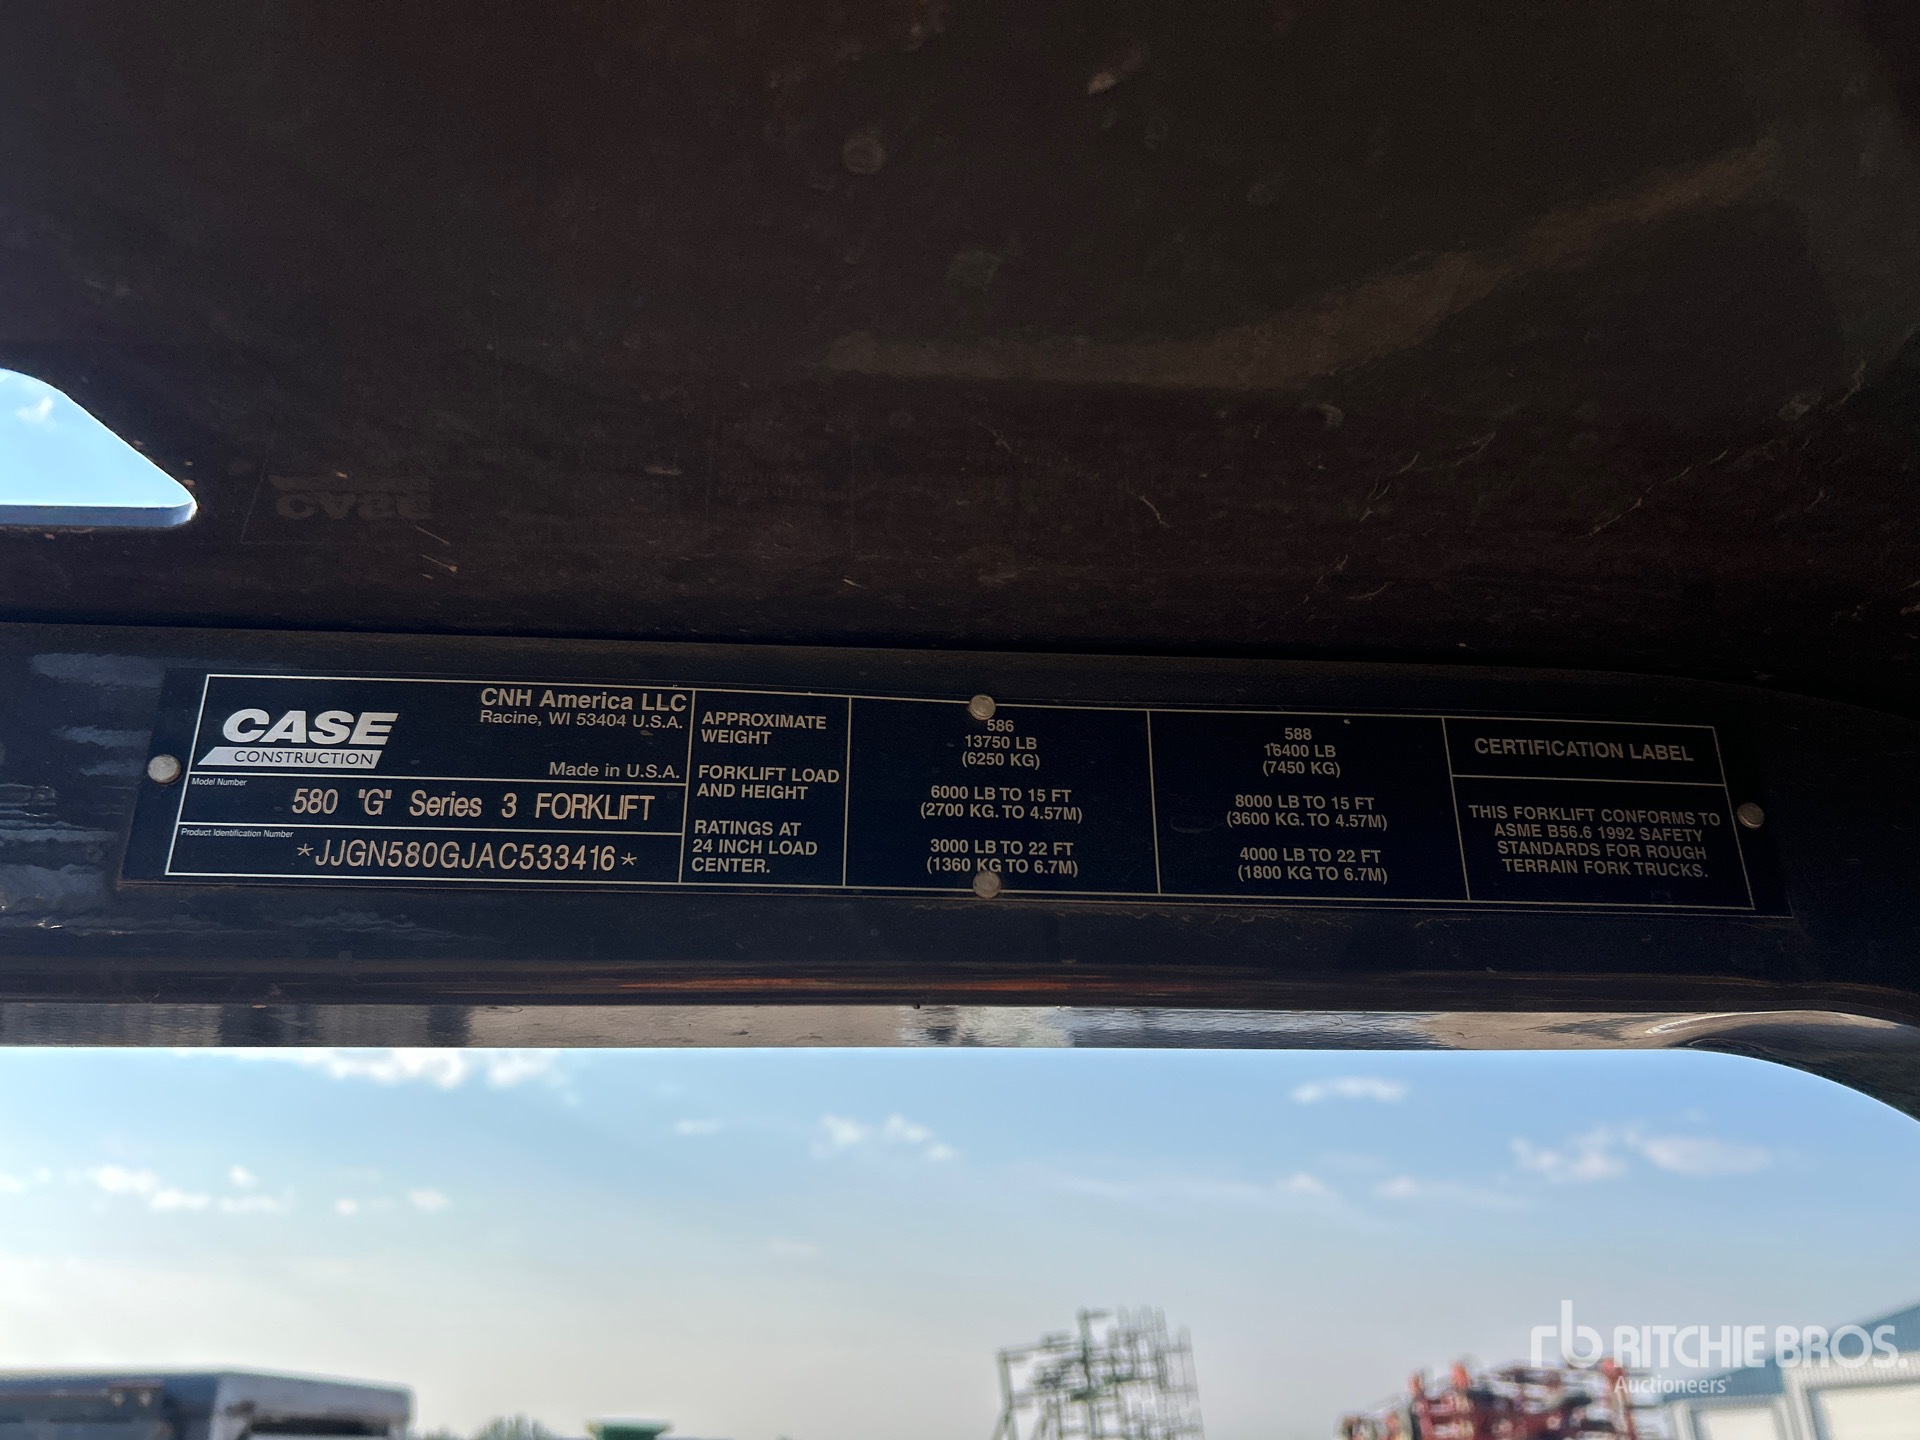 CASE
CONSTRUCTION
CNH America LLC
Racine, WI 53404 U.S.A.
Made in U.S.A.
Model Number
580 "G" Series 3 FORKLIFT
Product Identification Number
*JJGN580GJAC533416*
APPROXIMATE
WEIGHT
FORKLIFT LOAD
AND HEIGHT
RATINGS AT
24 INCH LOAD
CENTER.
586
13750 LB
(6250 KG)
6000 LB TO 15 FT
(2700 KG. TO 4.57M)
3000 LB TO 22 FT
(1360 KG TO 6.7M)
588
16400 LB
(7450 KG)
8000 LB TO 15 FT
(3600 KG. TO 4.57M)
4000 LB TO 22 FT
(1800 KG TO 6.7M)
CERTIFICATION LABEL
THIS FORKLIFT CONFORMS TO
ASME B56.6 1992 SAFETY
STANDARDS FOR ROUGH
TERRAIN FORK TRUCKS.
rb RITCHIE BROS.
Auctioneers